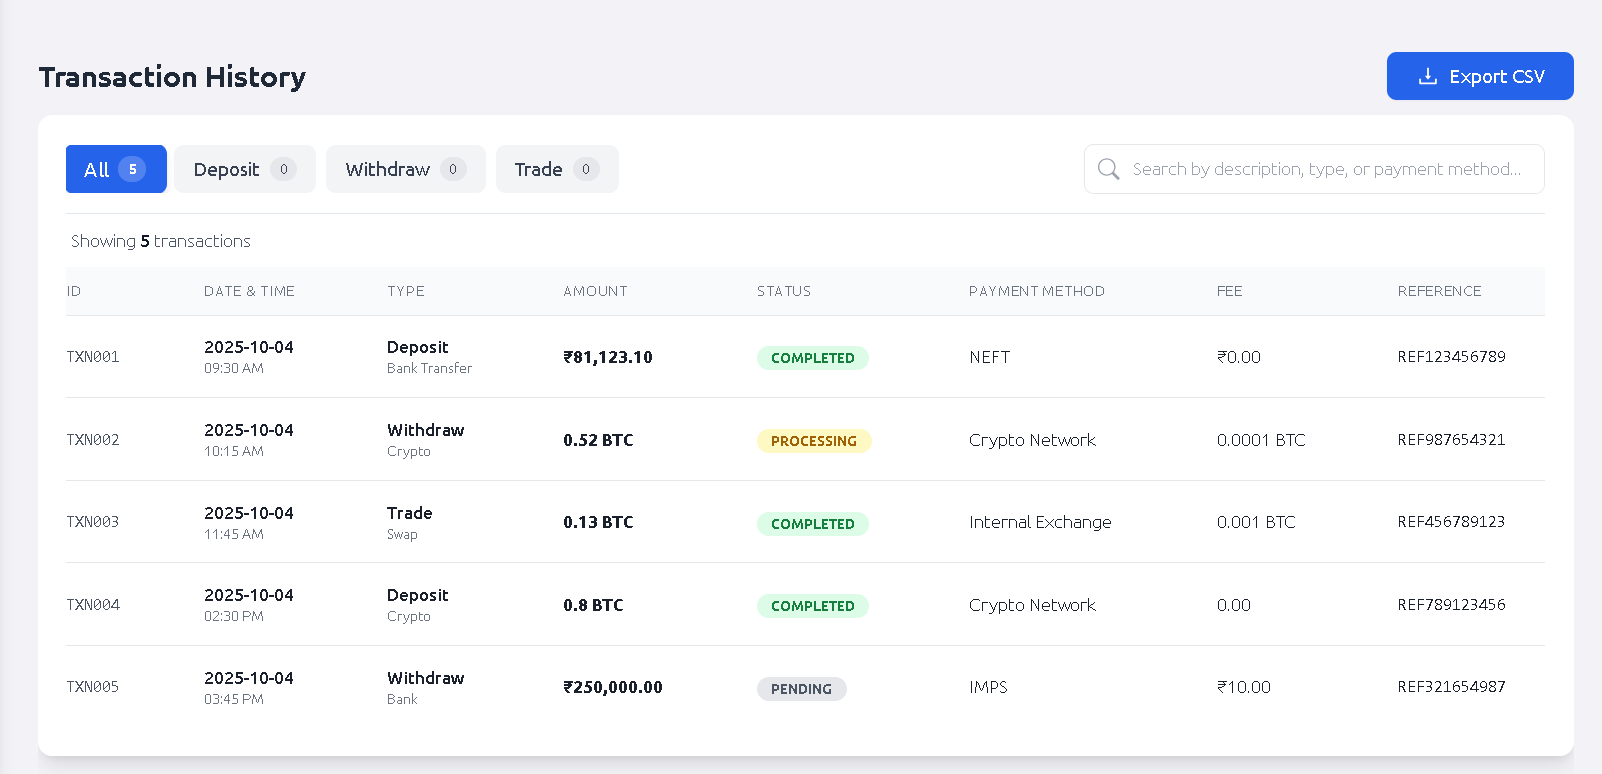 Transaction History
Export CSV
All 5 Deposit 0 Withdraw 0 Trade 0 Search by description, type, or payment method...
Showing 5 transactions
ID DATE & TIME TYPE AMOUNT STATUS PAYMENT METHOD FEE REFERENCE
TXN001 2025-10-04 09:30 AM Deposit Bank Transfer ₹81,123.10 COMPLETED NEFT ₹0.00 REF123456789
TXN002 2025-10-04 10:15 AM Withdraw Crypto 0.52 BTC PROCESSING Crypto Network 0.0001 BTC REF987654321
TXN003 2025-10-04 11:45 AM Trade Swap 0.13 BTC COMPLETED Internal Exchange 0.001 BTC REF456789123
TXN004 2025-10-04 02:30 PM Deposit Crypto 0.8 BTC COMPLETED Crypto Network 0.00 REF789123456
TXN005 2025-10-04 03:45 PM Withdraw Bank ₹250,000.00 PENDING IMPS ₹10.00 REF321654987